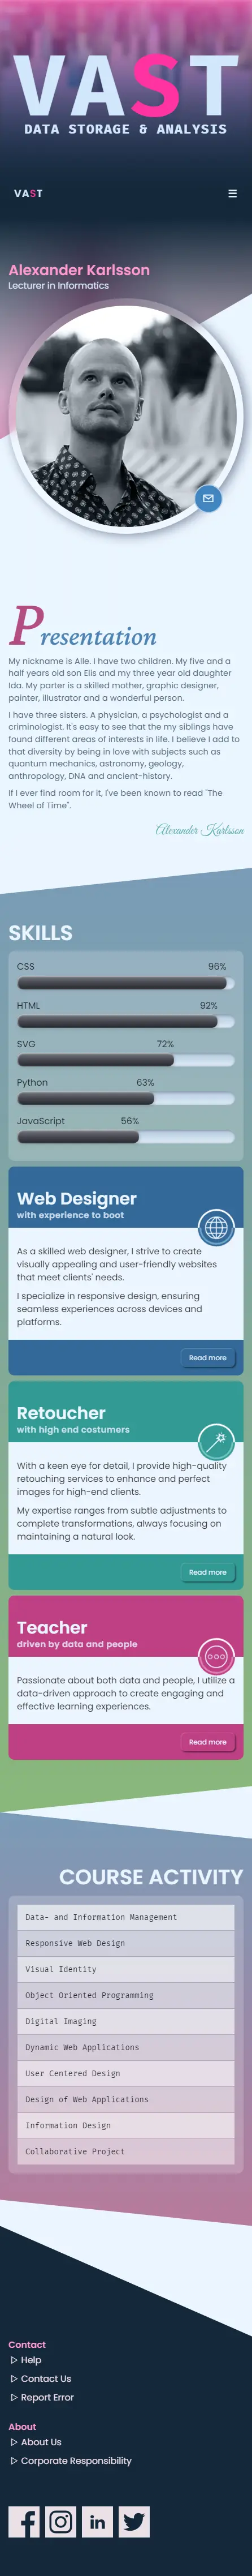 VAST
DATA STORAGE & ANALYSIS
VAST
Alexander Karlsson
Lecturer in Informatics
Presentation
My nickname is Alle. I have two children. My five and a
half years old son Elis and my three year old daughter
Ida. My parter is a skilled mother, graphic designer,
painter, illustrator and a wonderful person.
I have three sisters. A physician, a psychologist and a
criminologist. It's easy to see that the my siblings have
found different areas of interests in life. I believe I add to
that diversity by being in love with subjects such as
quantum mechanics, astronomy, geology,
anthropology, DNA and ancient-history.
If I ever find room for it, I've been known to read "The
Wheel of Time".
Alexander Karlsson
SKILLS
CSS 96%
HTML 92%
SVG 72%
Python 63%
JavaScript 56%
Web Designer
with experience to boot
As a skilled web designer, I strive to create
visually appealing and user-friendly websites
that meet clients' needs.
I specialize in responsive design, ensuring
seamless experiences across devices and
platforms.
Read more
Retoucher
with high end costumers
With a keen eye for detail, I provide high-quality
retouching services to enhance and perfect
images for high-end clients.
My expertise ranges from subtle adjustments to
complete transformations, always focusing on
maintaining a natural look.
Read more
Teacher
driven by data and people
Passionate about both data and people, I utilize a
data-driven approach to create engaging and
effective learning experiences.
Read more
COURSE ACTIVITY
Data- and Information Management
Responsive Web Design
Visual Identity
Object Oriented Programming
Digital Imaging
Dynamic Web Applications
User Centered Design
Design of Web Applications
Information Design
Collaborative Project
Contact
Help
Contact Us
Report Error
About
About Us
Corporate Responsibility